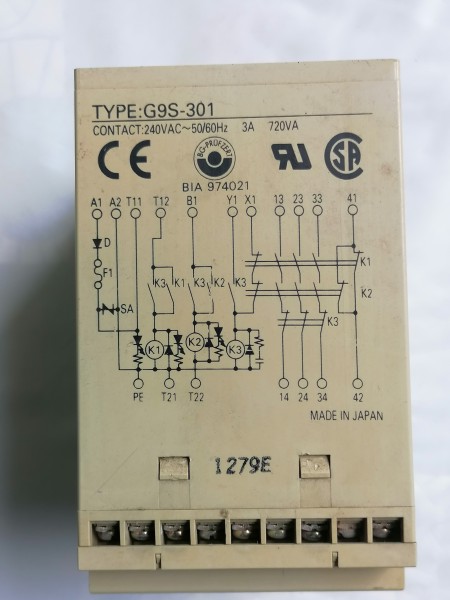 TYPE:G9S-301
CONTACT:240VAC~50/60Hz 3A 720VA
CE BG-PRÜFZERT UR SA
BIA 974021
A1 A2 T11 T12 B1 Y1 X1 13 23 33 41
D
F1
SA
K3 K1 K3 K2 K3
K1
K2
K3
K1 K2 K3
PE T21 T22 14 24 34 42
MADE IN JAPAN
1279E